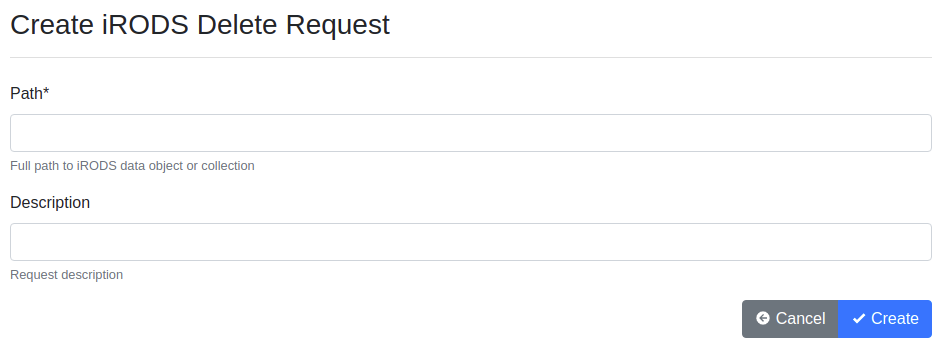 Create iRODS Delete Request
Path*
Full path to iRODS data object or collection
Description
Request description
Cancel
Create